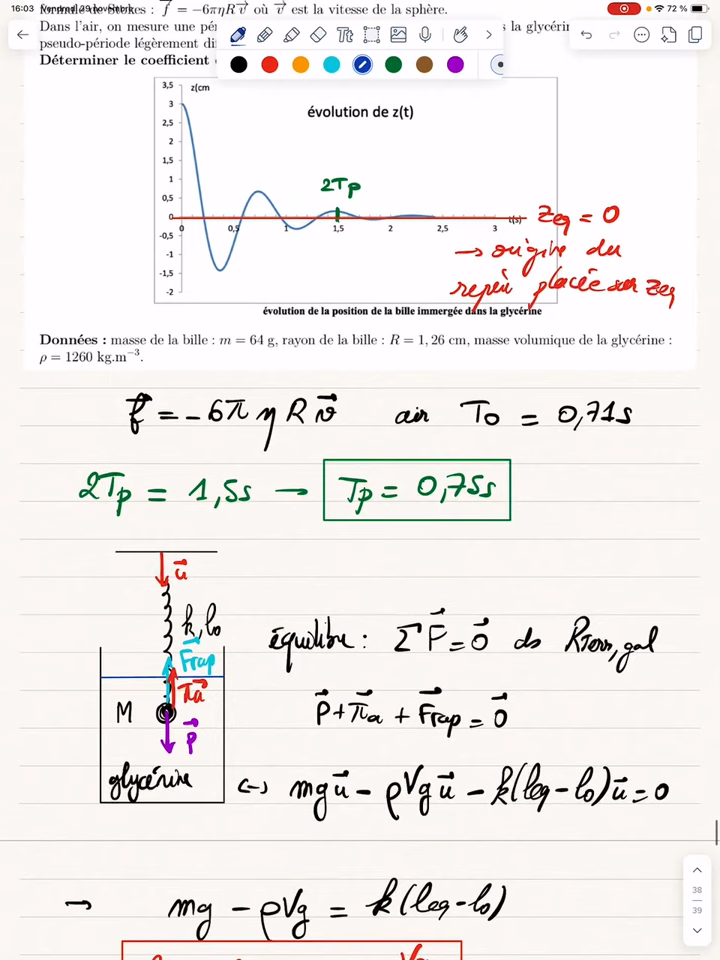 16:03 Vendredi 29 novembre
72 %
formule de Stokes : f = −6πηRv où v est la vitesse de la sphère.
Dans l'air, on mesure une pé
s la glycéri
pseudo-période légèrement di
Déterminer le coefficient
3,5 z(cm
évolution de z(t)
3
2,5
2
1,5
1
0,5
0
-0,5
-1
-1,5
-2
0 0,5 1 1,5 2 2,5 3 t(s)
2Tp
Zeq = 0
→ origine du
repère placée sur Zeq
évolution de la position de la bille immergée dans la glycérine
Données : masse de la bille : m = 64 g, rayon de la bille : R = 1, 26 cm, masse volumique de la glycérine :
ρ = 1260 kg.m⁻³.
f = −6π η R v air T0 = 0,71s
2Tp = 1,5s → Tp = 0,75s
u
k, l0
Frap
πa
M
P
glycérine
équilibre : Σ F = 0 ds RTerr, gal
P + πa + Frap = 0
↔ mg u − ρVg u − k(leq − l0) u = 0
→ mg − ρVg = k(leq − l0)
38
39